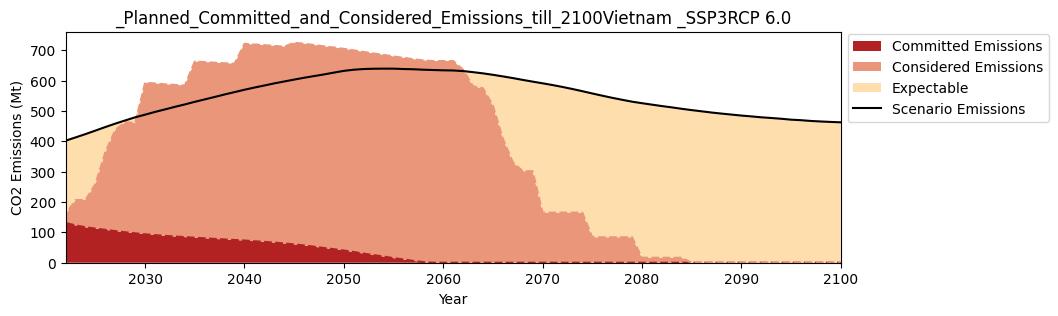 _Planned_Committed_and_Considered_Emissions_till_2100Vietnam _SSP3RCP 6.0
CO2 Emissions (Mt)
700
600
500
400
300
200
100
0
2030 2040 2050 2060 2070 2080 2090 2100
Year
Committed Emissions
Considered Emissions
Expectable
Scenario Emissions